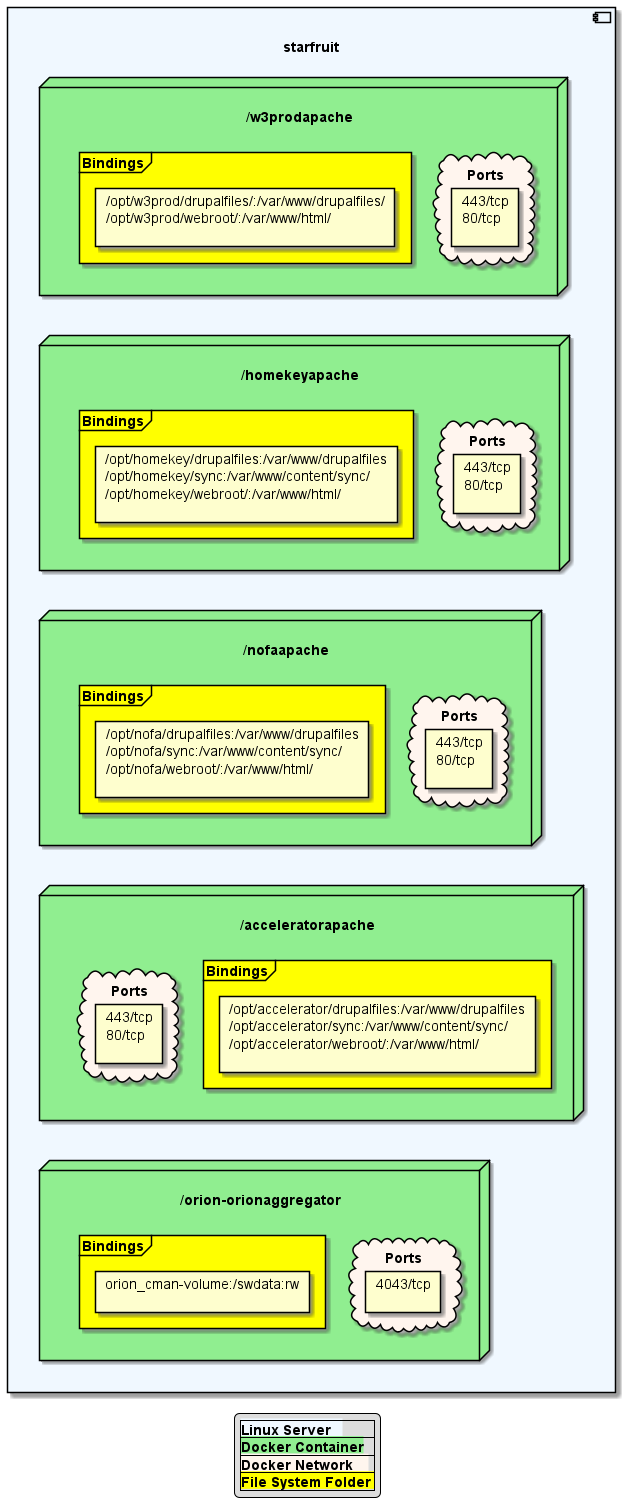 starfruit
/w3prodapache
Bindings
/opt/w3prod/drupalfiles/:/var/www/drupalfiles/
/opt/w3prod/webroot/:/var/www/html/
Ports
443/tcp
80/tcp
/homekeyapache
Bindings
/opt/homekey/drupalfiles:/var/www/drupalfiles
/opt/homekey/sync:/var/www/content/sync/
/opt/homekey/webroot/:/var/www/html/
Ports
443/tcp
80/tcp
/nofaapache
Bindings
/opt/nofa/drupalfiles:/var/www/drupalfiles
/opt/nofa/sync:/var/www/content/sync/
/opt/nofa/webroot/:/var/www/html/
Ports
443/tcp
80/tcp
/acceleratorapache
Ports
443/tcp
80/tcp
Bindings
/opt/accelerator/drupalfiles:/var/www/drupalfiles
/opt/accelerator/sync:/var/www/content/sync/
/opt/accelerator/webroot/:/var/www/html/
/orion-orionaggregator
Bindings
orion_cman-volume:/swdata:rw
Ports
4043/tcp
Linux Server
Docker Container
Docker Network
File System Folder